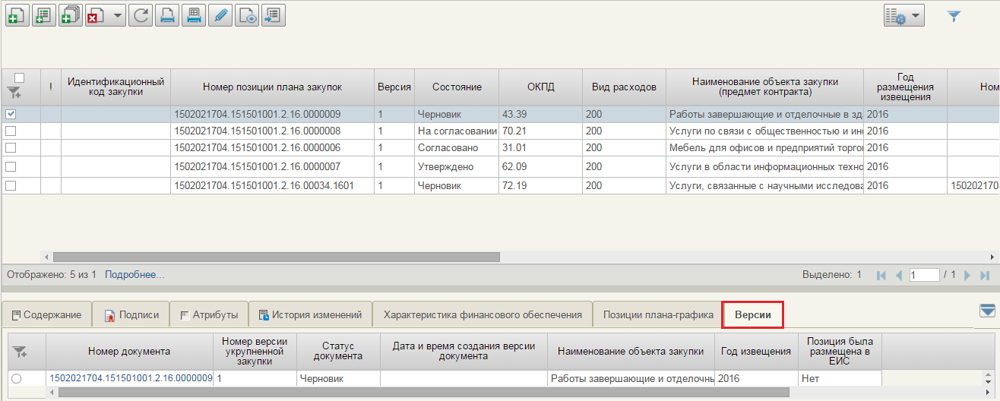 !
Идентификационный код закупки
Номер позиции плана закупок
Версия
Состояние
ОКПД
Вид расходов
Наименование объекта закупки (предмет контракта)
Год размещения извещения
Ном
1502021704.151501001.2.16.0000009 1 Черновик 43.39 200 Работы завершающие и отделочные в зд 2016
1502021704.151501001.2.16.0000008 1 На согласовании 70.21 200 Услуги по связи с общественностью и ин 2016
1502021704.151501001.2.16.0000006 1 Согласовано 31.01 200 Мебель для офисов и предприятий торгог 2016
1502021704.151501001.2.16.0000007 1 Утверждено 62.09 200 Услуги в области информационных техно 2016
1502021704.151501001.2.16.00034.1601 1 Черновик 72.19 200 Услуги, связанные с научными исследова 2016 150202170
Отображено: 5 из 1 Подробнее... Выделено: 1 1 / 1
Содержание Подписи Атрибуты История изменений Характеристика финансового обеспечения Позиции плана-графика Версии
Номер документа
Номер версии укрупненной закупки
Статус документа
Дата и время создания версии документа
Наименование объекта закупки
Год извещения
Позиция была размещена в ЕИС
1502021704.151501001.2.16.0000009 1 Черновик Работы завершающие и отделочнь 2016 Нет